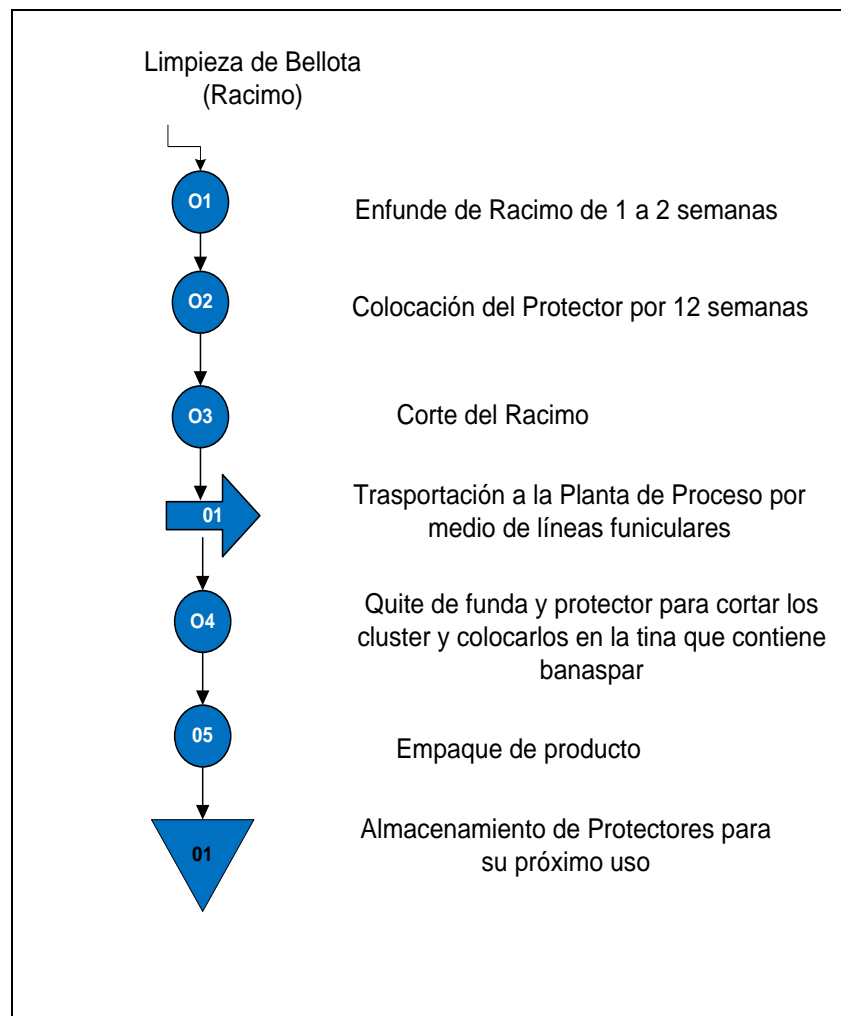 Limpieza de Bellota
(Racimo)
O1
Enfunde de Racimo de 1 a 2 semanas
O2
Colocación del Protector por 12 semanas
O3
Corte del Racimo
01
Trasportación a la Planta de Proceso por
medio de líneas funiculares
O4
Quite de funda y protector para cortar los
cluster y colocarlos en la tina que contiene
banaspar
05
Empaque de producto
01
Almacenamiento de Protectores para
su próximo uso